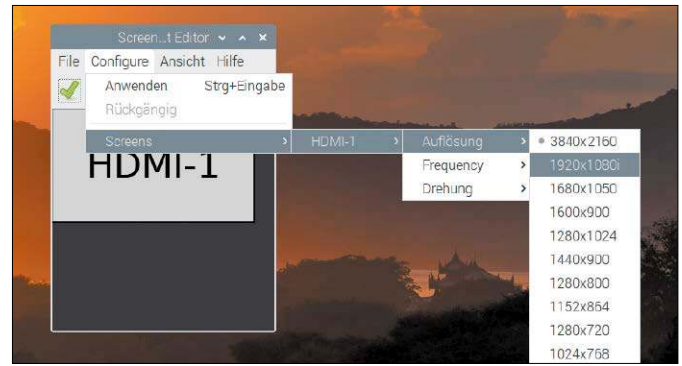 Screen..t Editor
File Configure Ansicht Hilfe
Anwenden Strg+Eingabe
Rückgängig
Screens
HDMI-1
HDMI-1
Auflösung
Frequency
Drehung
3840x2160
1920x1080i
1680x1050
1600x900
1280x1024
1440x900
1280x800
1152x864
1280x720
1024x768